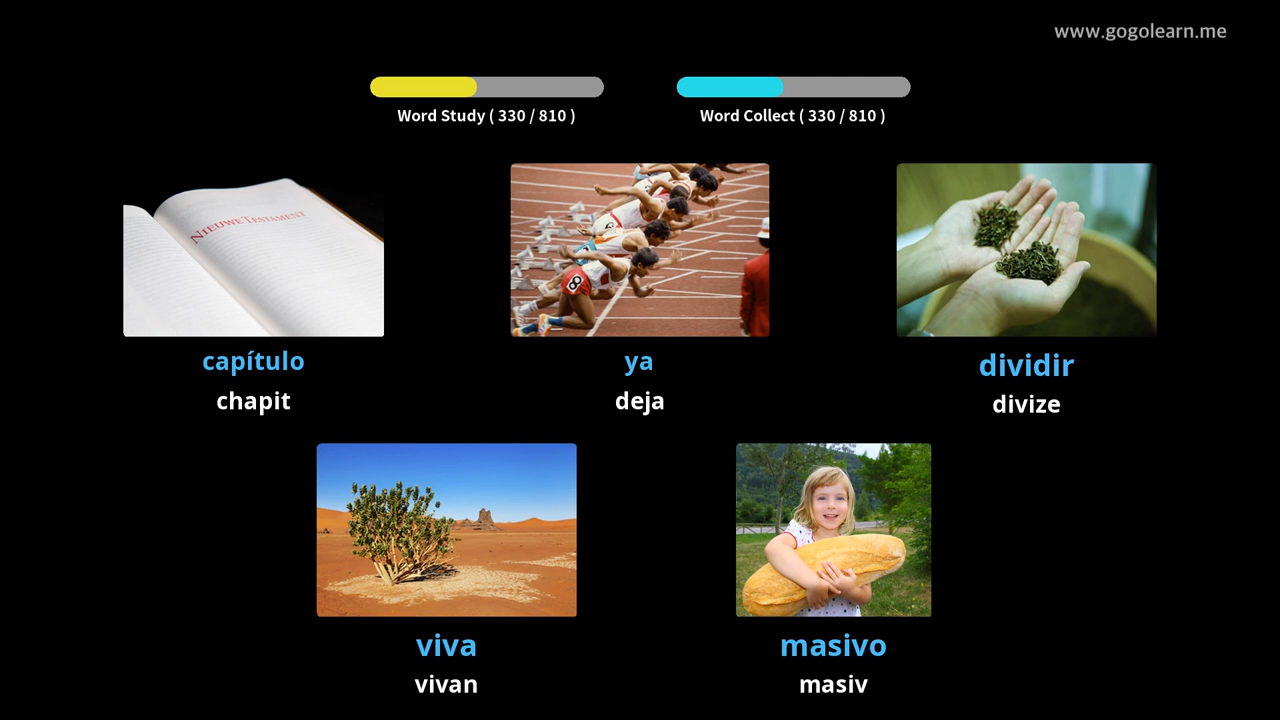 www.gogolearn.me
Word Study ( 330 / 810 )
Word Collect ( 330 / 810 )
NIEUWE TESTAMENT
8
capítulo
ya
dividir
chapit
deja
divize
viva
masivo
vivan
masiv